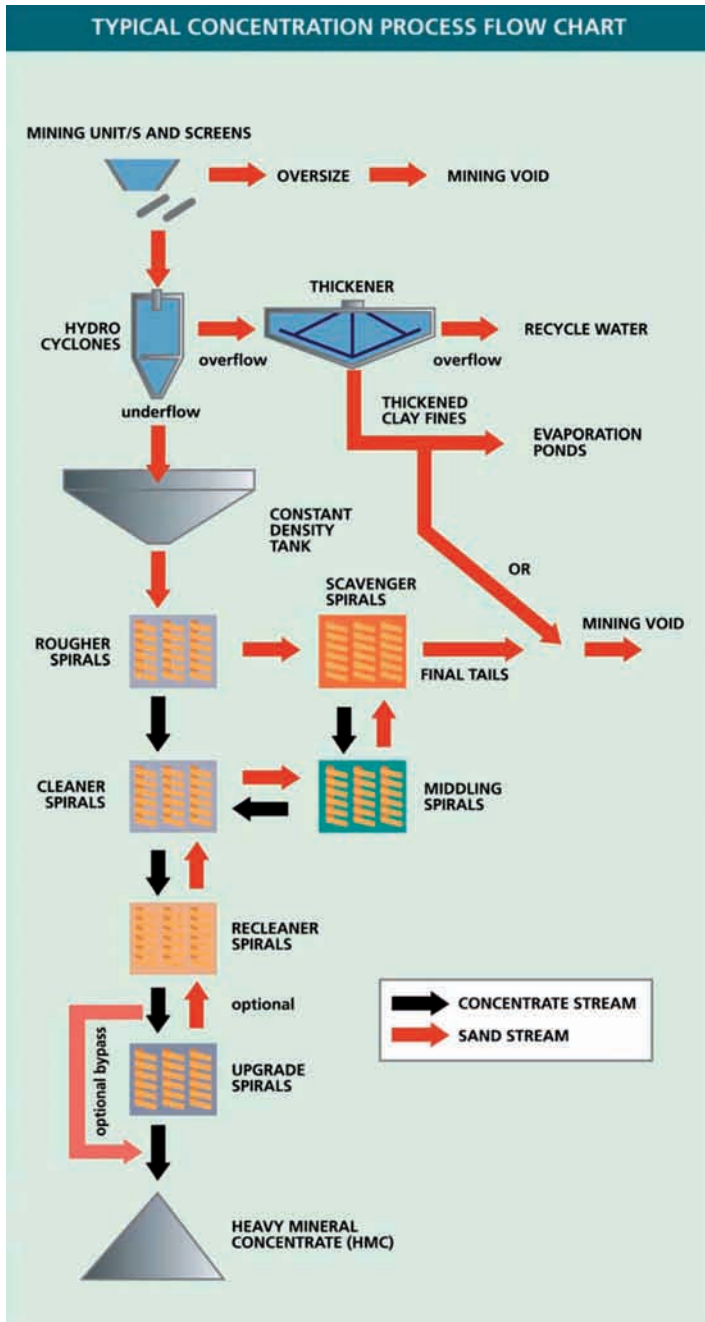 TYPICAL CONCENTRATION PROCESS FLOW CHART
MINING UNIT/S AND SCREENS
OVERSIZE
MINING VOID
THICKENER
HYDRO
CYCLONES
overflow
overflow
RECYCLE WATER
underflow
THICKENED
CLAY FINES
EVAPORATION
PONDS
CONSTANT
DENSITY
TANK
OR
SCAVENGER
SPIRALS
MINING VOID
ROUGHER
SPIRALS
FINAL TAILS
CLEANER
SPIRALS
MIDDLING
SPIRALS
RECLEANER
SPIRALS
optional
CONCENTRATE STREAM
SAND STREAM
optional bypass
UPGRADE
SPIRALS
HEAVY MINERAL
CONCENTRATE (HMC)